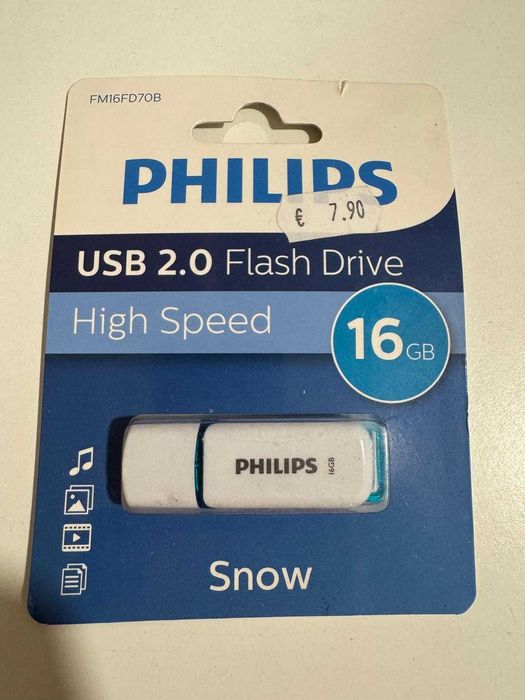 FM16FD70B
PHILIPS
€ 7.90
USB 2.0 Flash Drive
High Speed
16GB
PHILIPS
16GB
Snow